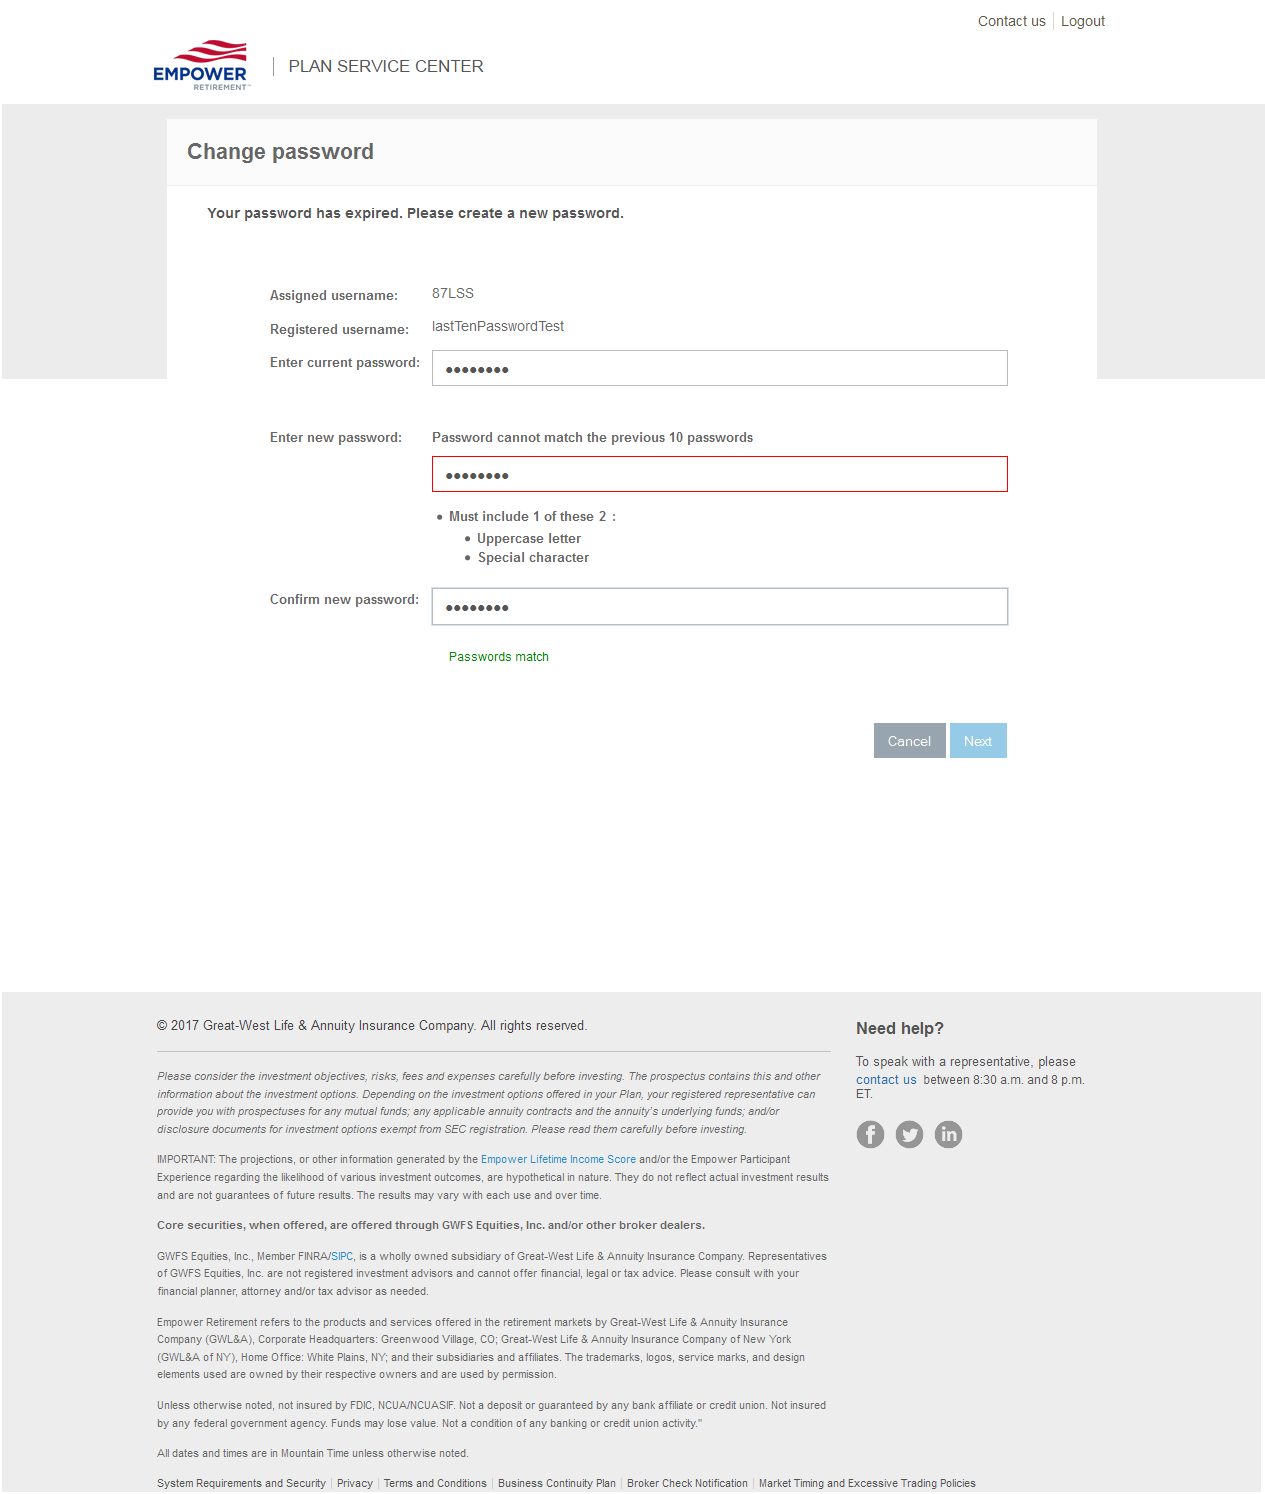 Contact us | Logout
EMPOWER
RETIREMENT™
PLAN SERVICE CENTER
Change password
Your password has expired. Please create a new password.
Assigned username: 87LSS
Registered username: lastTenPasswordTest
Enter current password: ●●●●●●●●
Enter new password: Password cannot match the previous 10 passwords
●●●●●●●●
• Must include 1 of these 2 :
• Uppercase letter
• Special character
Confirm new password: ●●●●●●●●
Passwords match
Cancel Next
© 2017 Great-West Life & Annuity Insurance Company. All rights reserved.
Please consider the investment objectives, risks, fees and expenses carefully before investing. The prospectus contains this and other
information about the investment options. Depending on the investment options offered in your Plan, your registered representative can
provide you with prospectuses for any mutual funds; any applicable annuity contracts and the annuity's underlying funds; and/or
disclosure documents for investment options exempt from SEC registration. Please read them carefully before investing.
IMPORTANT: The projections, or other information generated by the Empower Lifetime Income Score and/or the Empower Participant
Experience regarding the likelihood of various investment outcomes, are hypothetical in nature. They do not reflect actual investment results
and are not guarantees of future results. The results may vary with each use and over time.
Core securities, when offered, are offered through GWFS Equities, Inc. and/or other broker dealers.
GWFS Equities, Inc., Member FINRA/SIPC, is a wholly owned subsidiary of Great-West Life & Annuity Insurance Company. Representatives
of GWFS Equities, Inc. are not registered investment advisors and cannot offer financial, legal or tax advice. Please consult with your
financial planner, attorney and/or tax advisor as needed.
Empower Retirement refers to the products and services offered in the retirement markets by Great-West Life & Annuity Insurance
Company (GWL&A), Corporate Headquarters: Greenwood Village, CO; Great-West Life & Annuity Insurance Company of New York
(GWL&A of NY), Home Office: White Plains, NY; and their subsidiaries and affiliates. The trademarks, logos, service marks, and design
elements used are owned by their respective owners and are used by permission.
Unless otherwise noted, not insured by FDIC, NCUA/NCUASIF. Not a deposit or guaranteed by any bank affiliate or credit union. Not insured
by any federal government agency. Funds may lose value. Not a condition of any banking or credit union activity."
All dates and times are in Mountain Time unless otherwise noted.
System Requirements and Security | Privacy | Terms and Conditions | Business Continuity Plan | Broker Check Notification | Market Timing and Excessive Trading Policies
Need help?
To speak with a representative, please
contact us between 8:30 a.m. and 8 p.m.
ET.